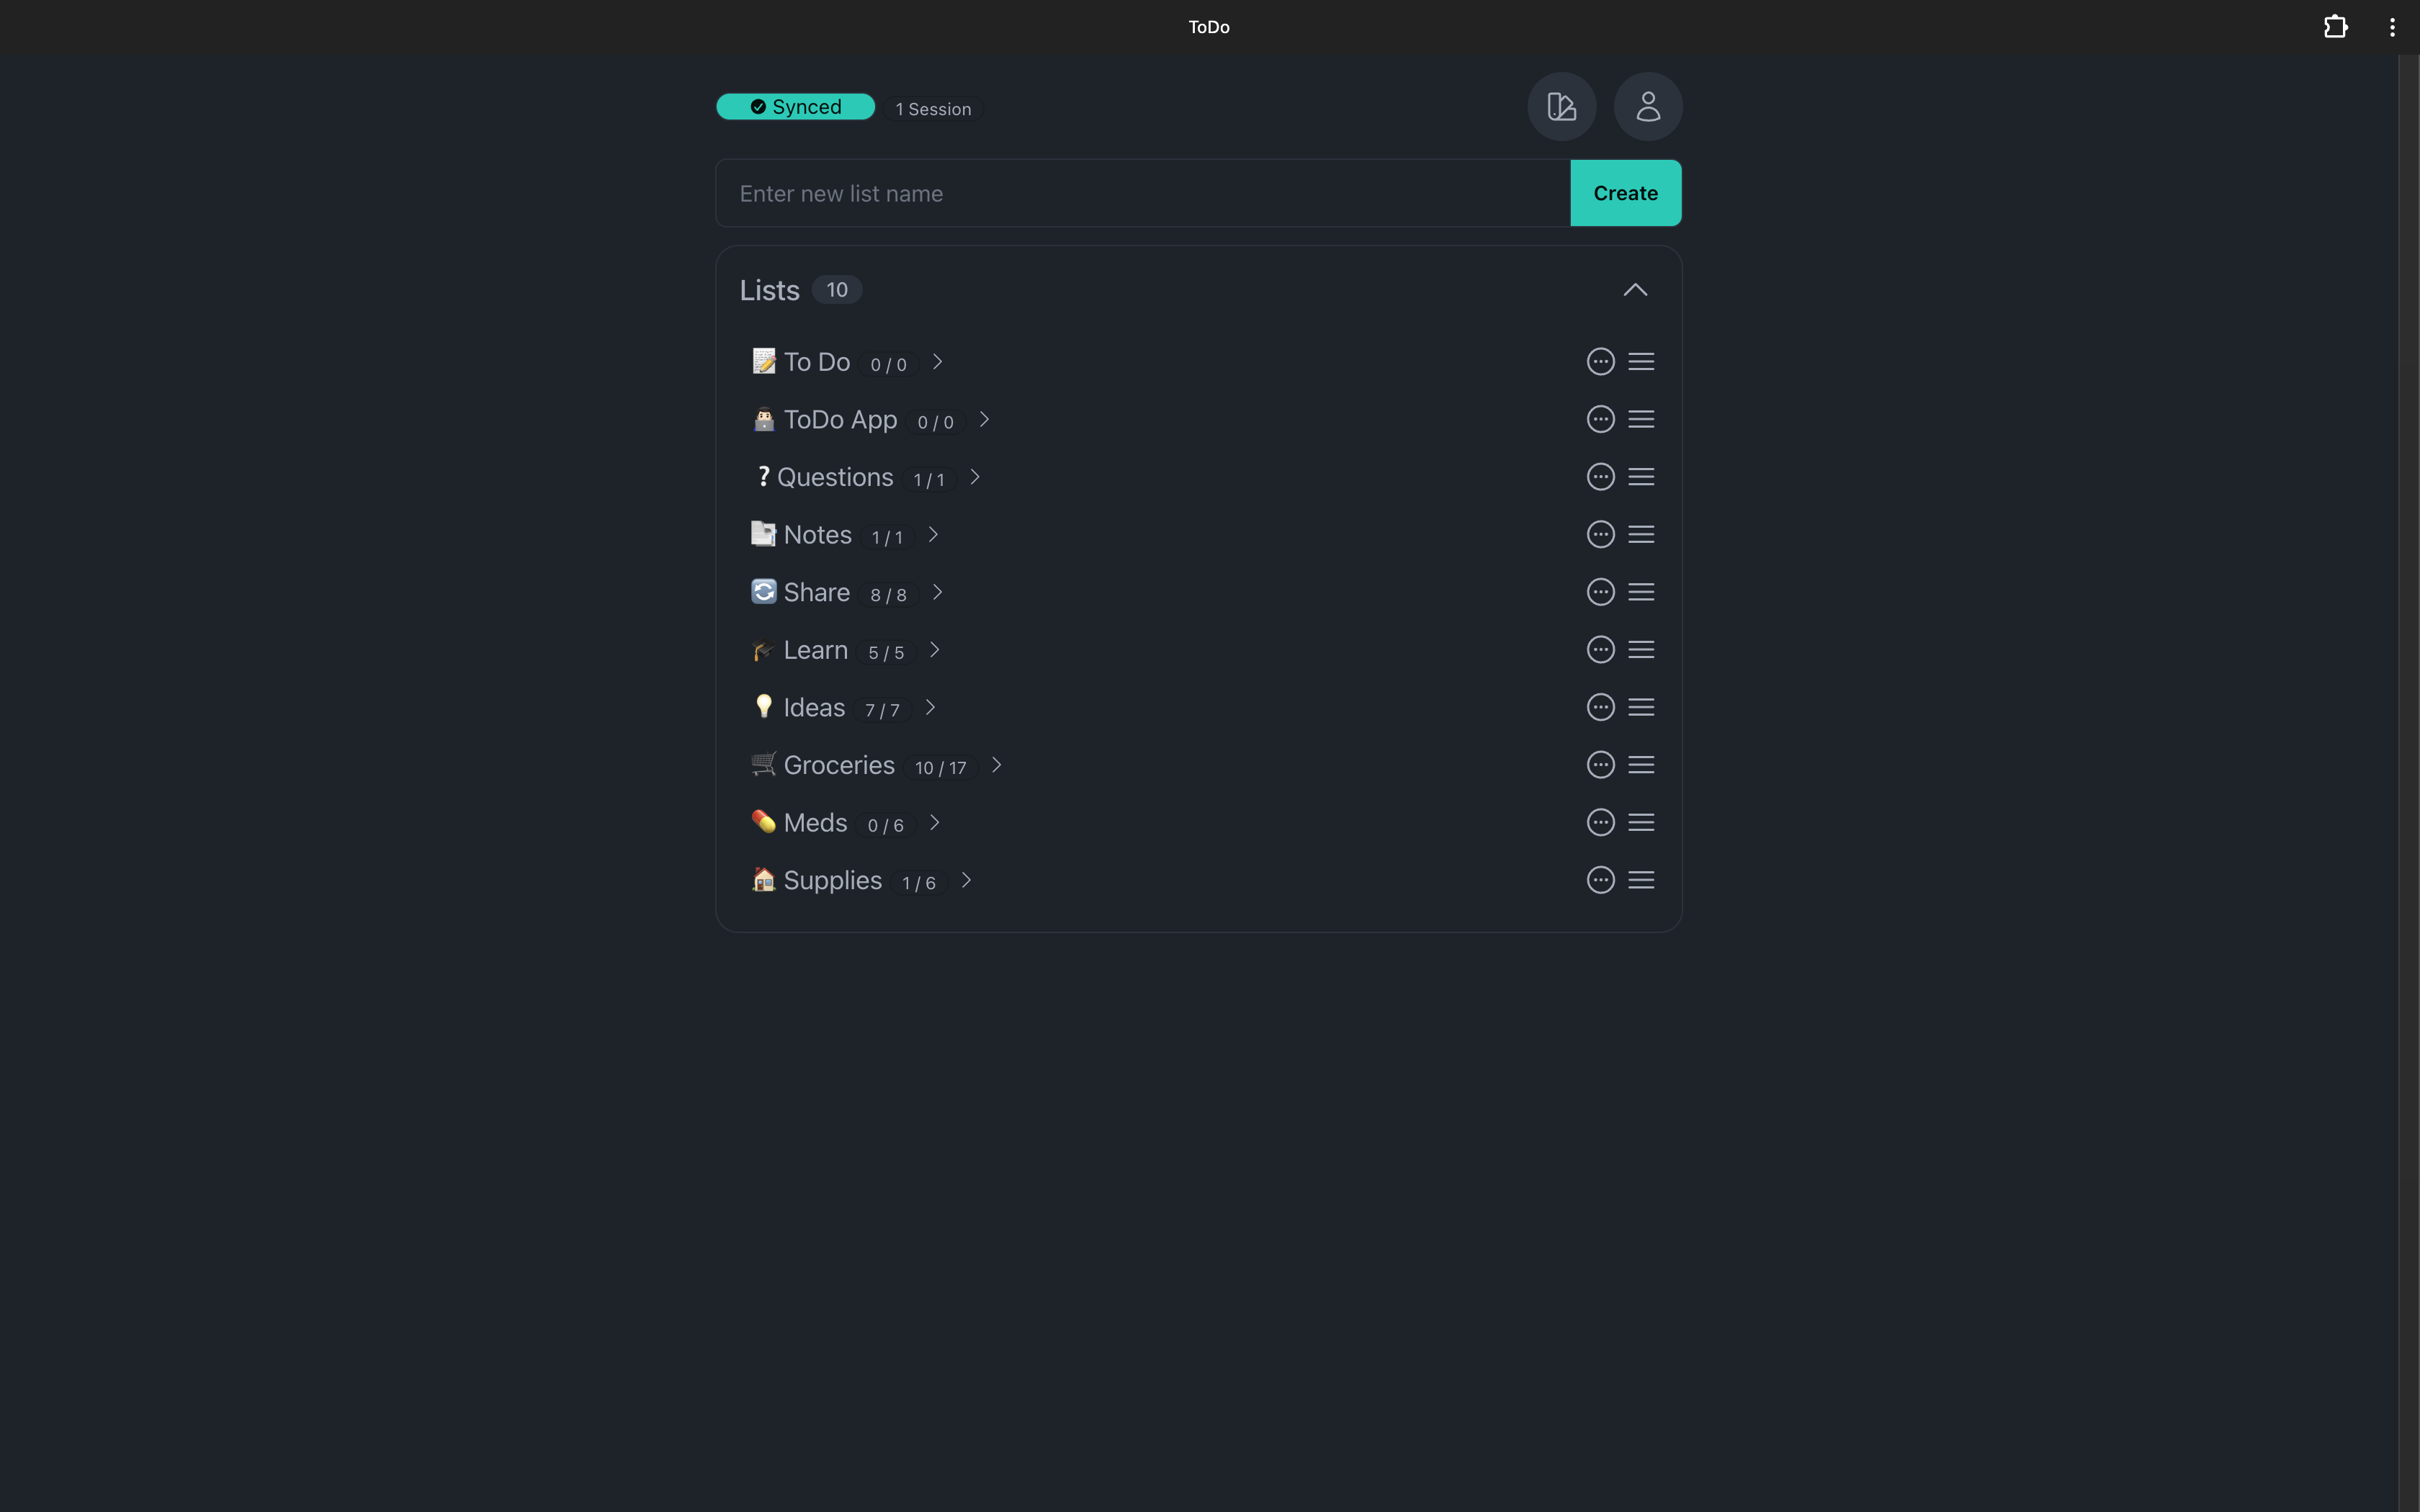 ToDo
Synced 1 Session
Enter new list name Create
Lists 10
To Do 0 / 0
ToDo App 0 / 0
? Questions 1 / 1
Notes 1 / 1
Share 8 / 8
Learn 5 / 5
Ideas 7 / 7
Groceries 10 / 17
Meds 0 / 6
Supplies 1 / 6